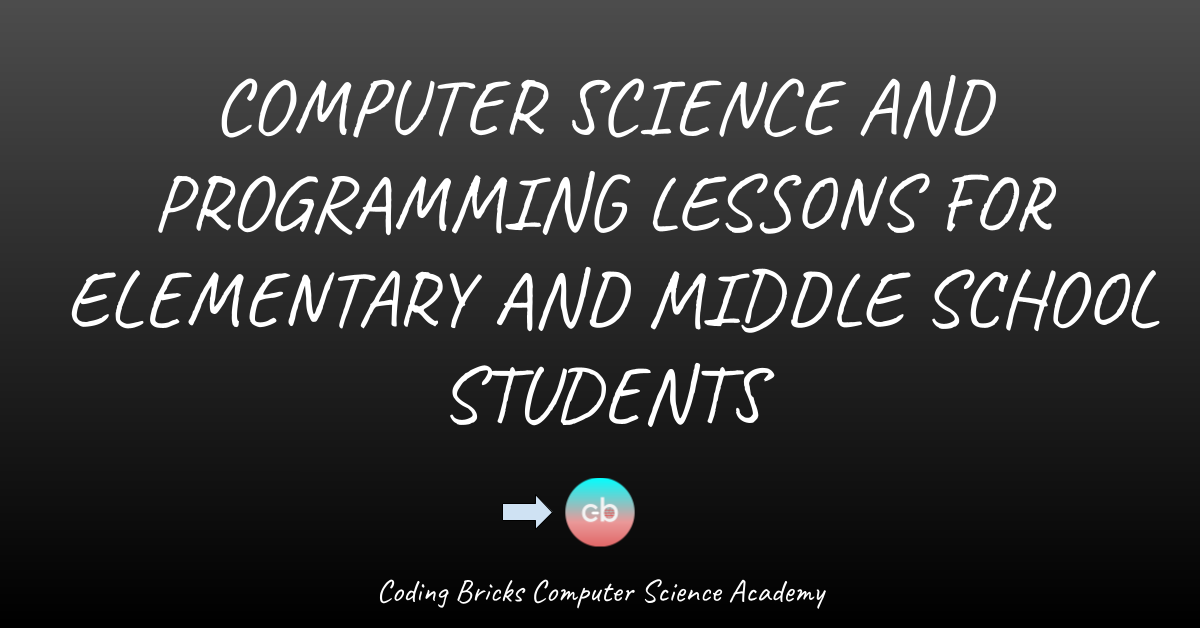 COMPUTER SCIENCE AND
PROGRAMMING LESSONS FOR
ELEMENTARY AND MIDDLE SCHOOL
STUDENTS
cb
Coding Bricks Computer Science Academy